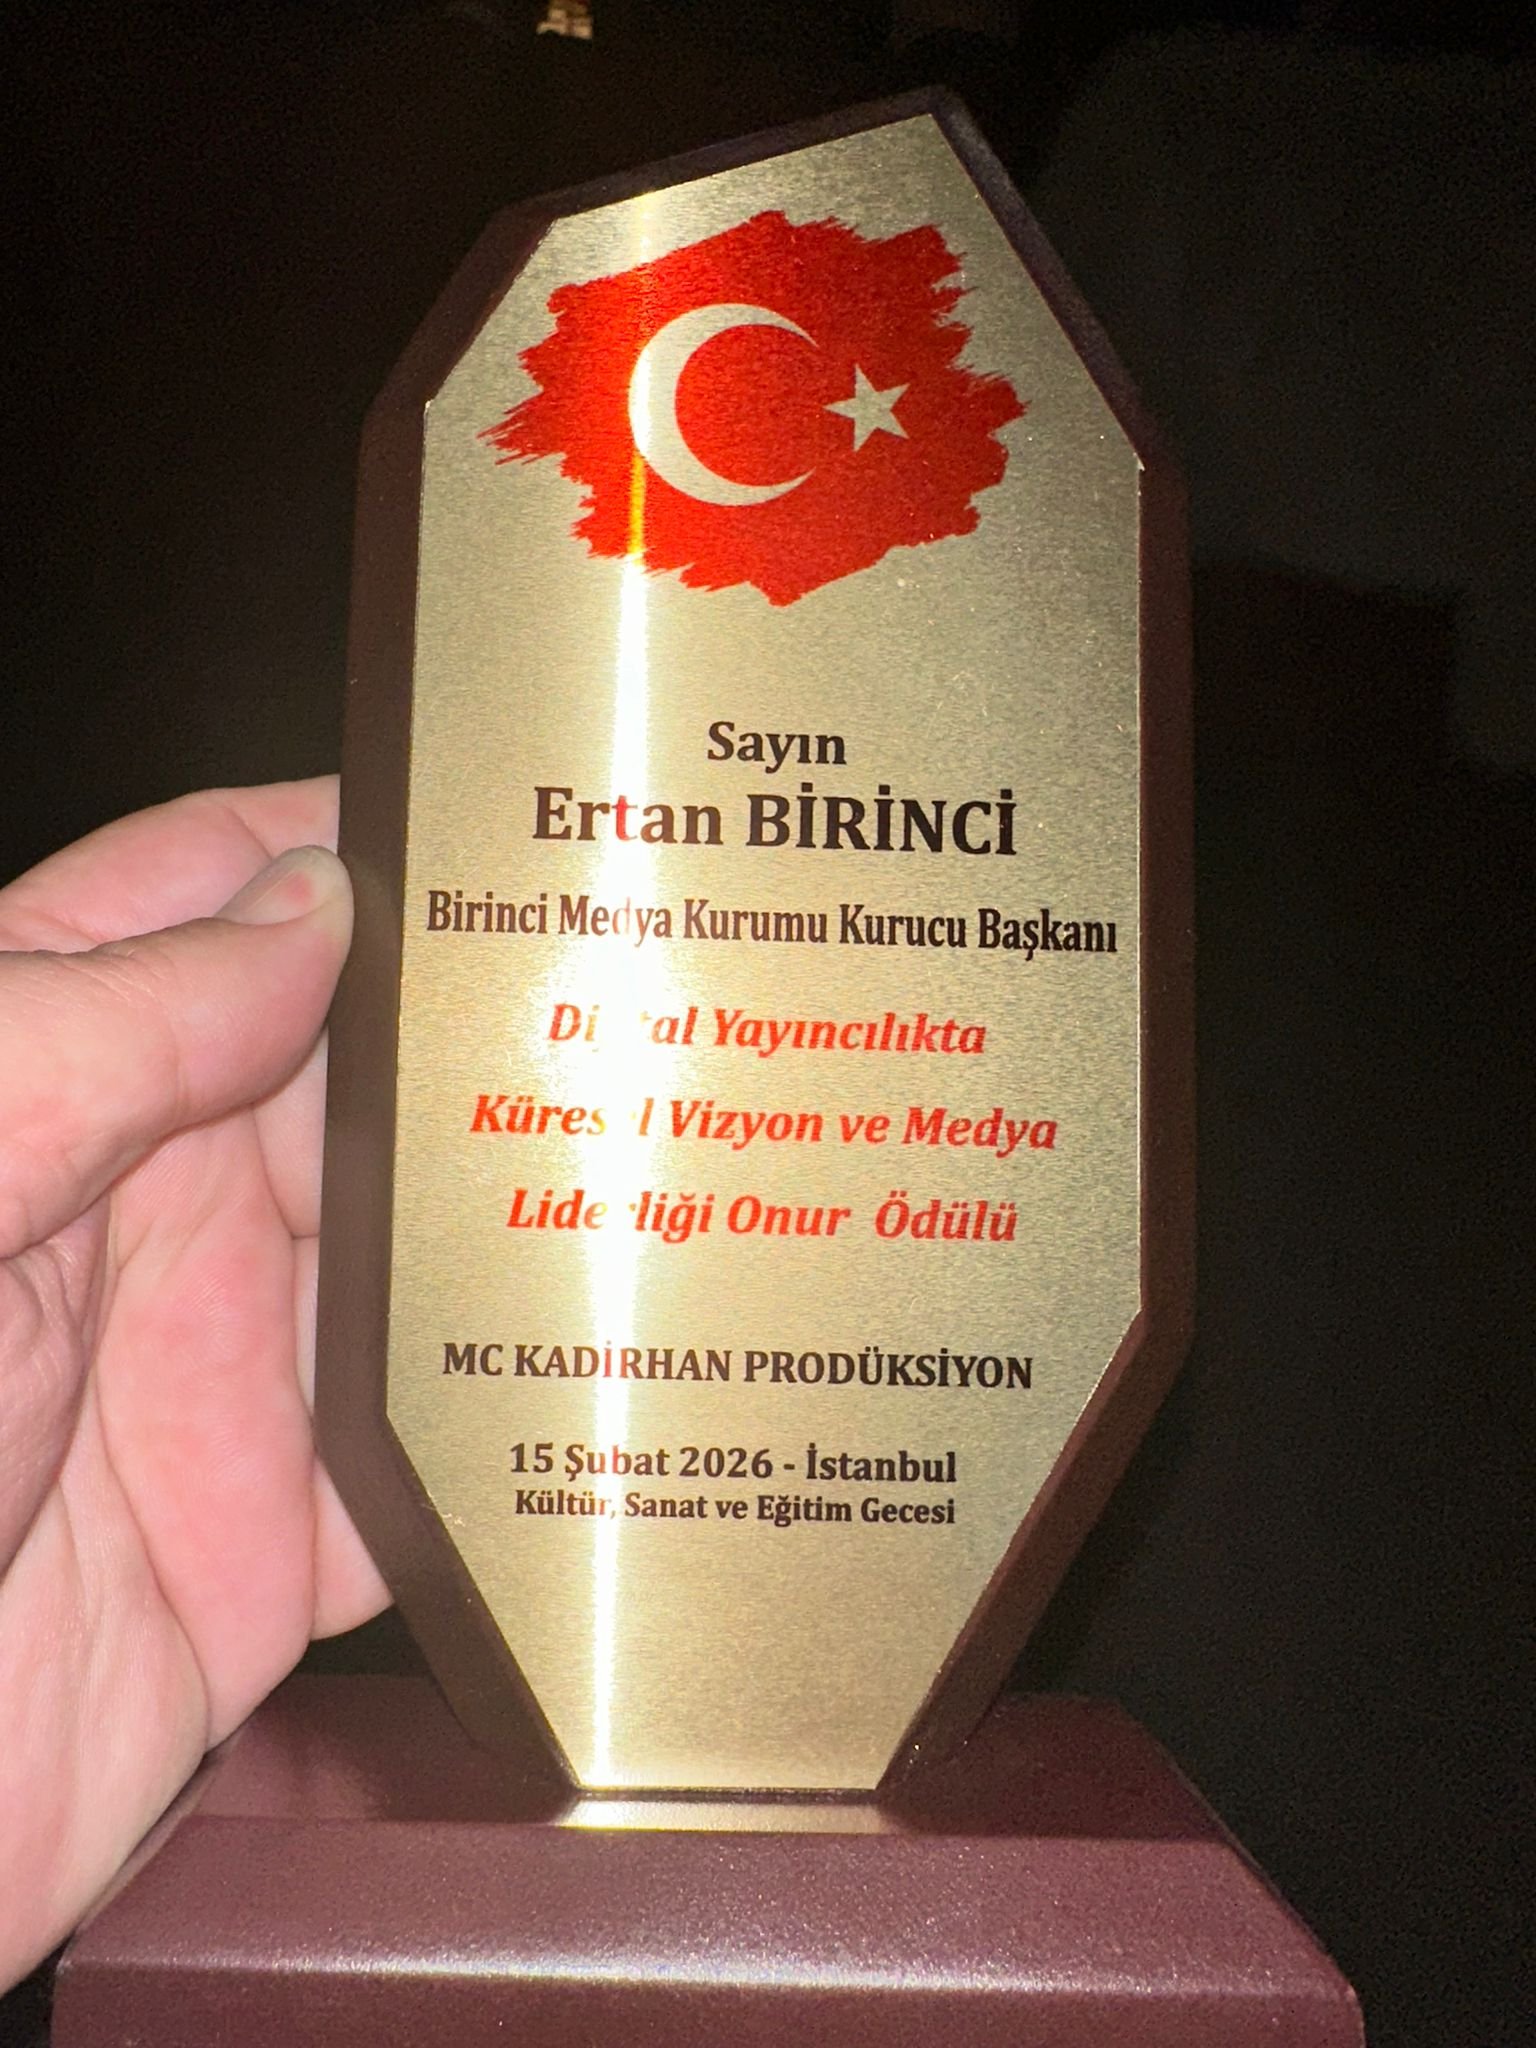 Sayın
Ertan BİRİNCİ
Birinci Medya Kurumu Kurucu Başkanı
Dijital Yayıncılıkta
Küresel Vizyon ve Medya
Liderliği Onur Ödülü
MC KADİRHAN PRODÜKSİYON
15 Şubat 2026 - İstanbul
Kültür, Sanat ve Eğitim Gecesi